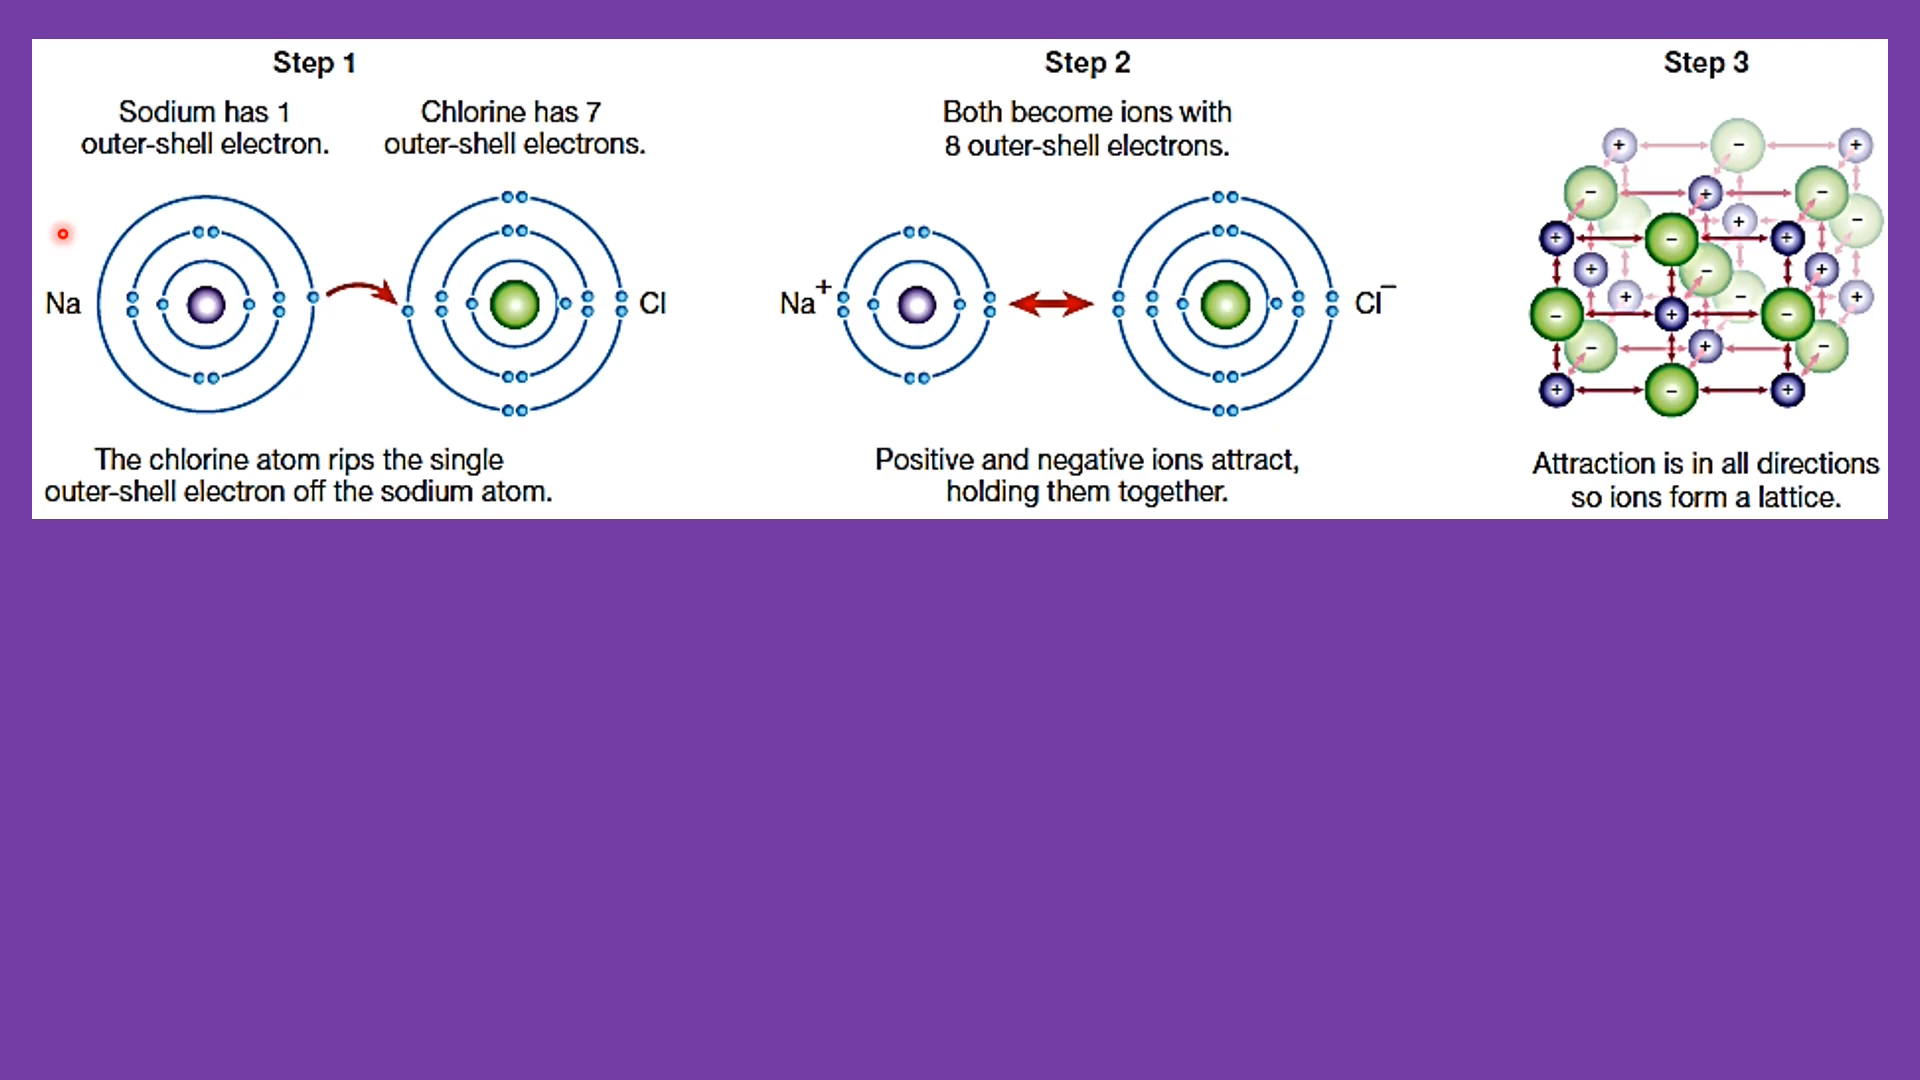 Step 1
Sodium has 1
outer-shell electron.
Chlorine has 7
outer-shell electrons.
Na
Cl
The chlorine atom rips the single
outer-shell electron off the sodium atom.
Step 2
Both become ions with
8 outer-shell electrons.
Na+
Cl−
Positive and negative ions attract,
holding them together.
Step 3
+ − +
− + −
+ −
+ − +
+ − +
+ − +
− + −
− + −
+ − +
Attraction is in all directions
so ions form a lattice.